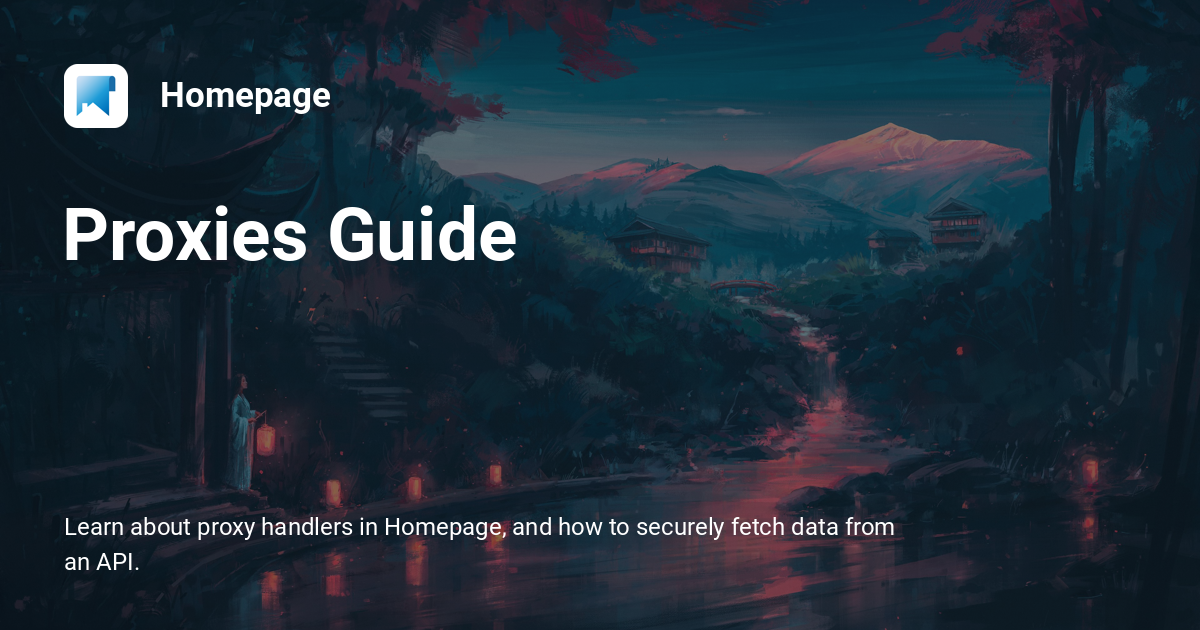 Homepage
Proxies Guide
Learn about proxy handlers in Homepage, and how to securely fetch data from
an API.